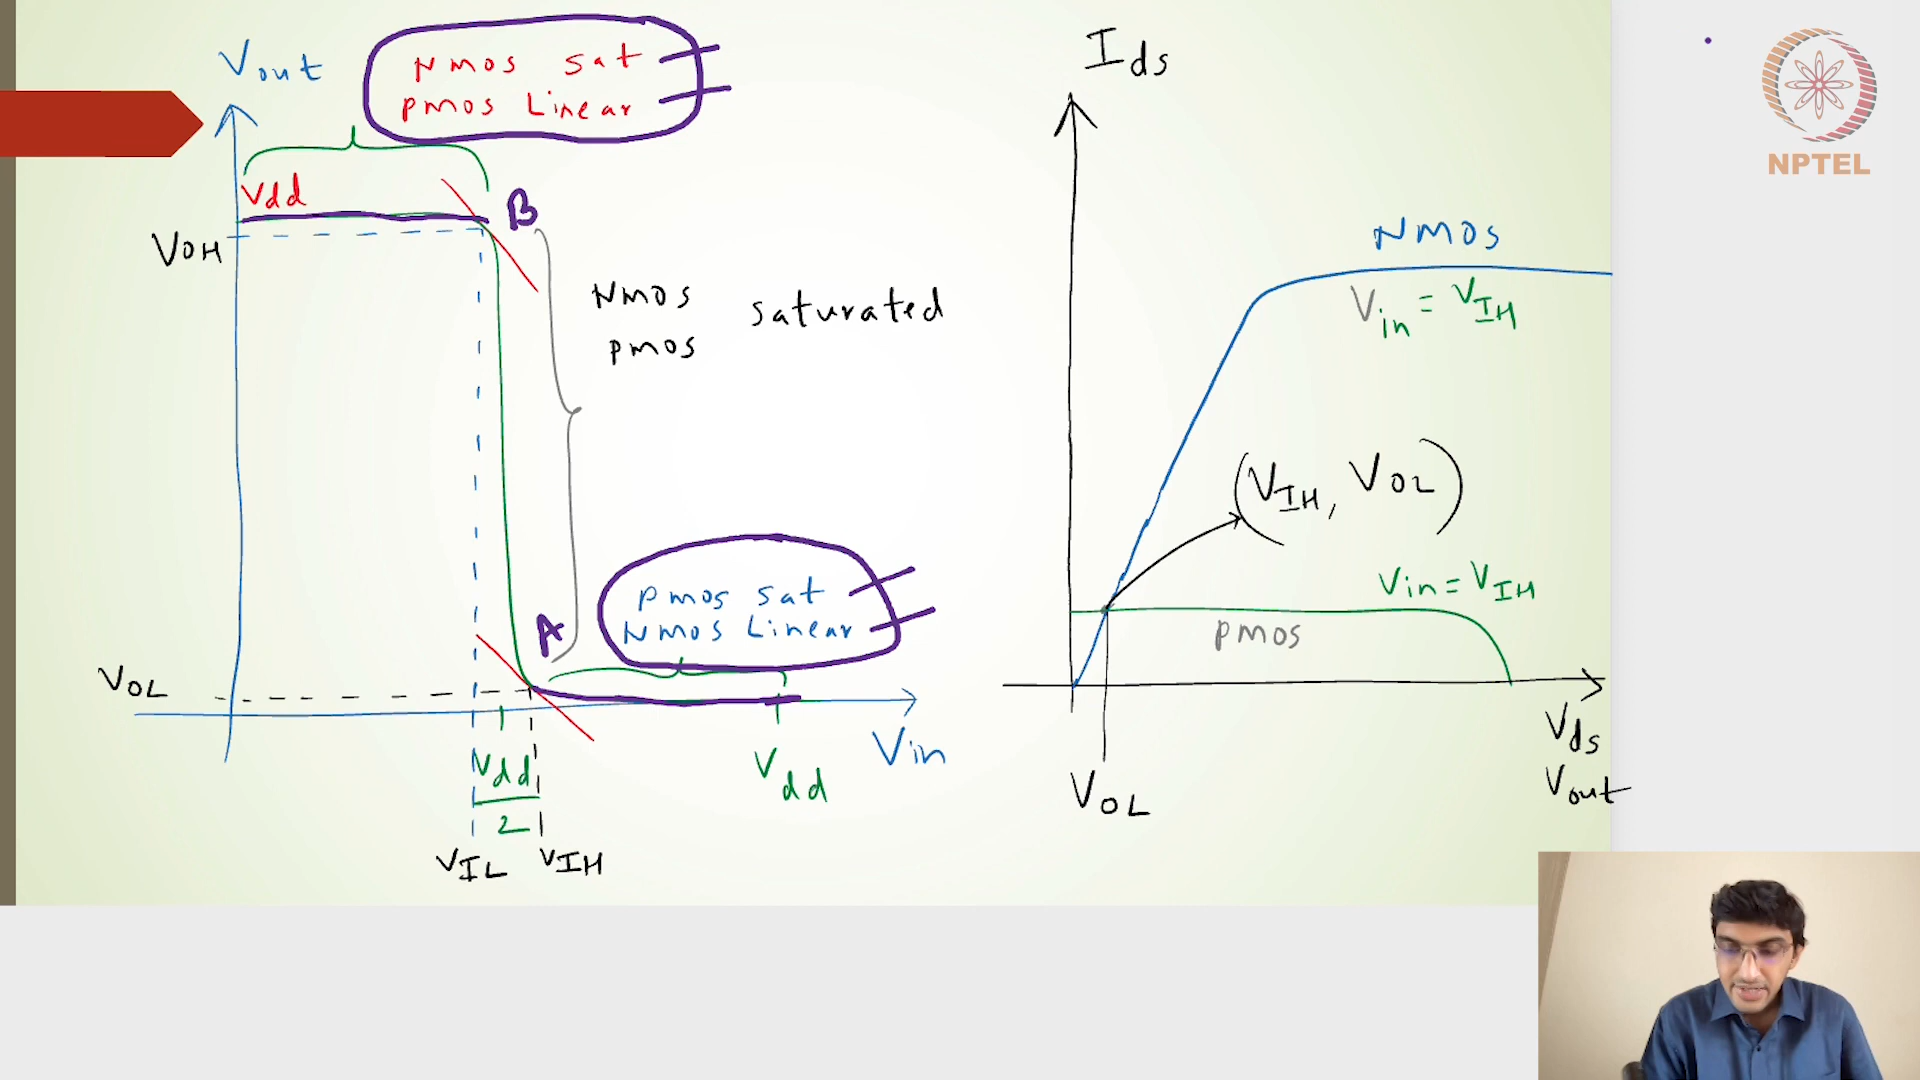 Vout
Nmos sat
pmos Linear
Vdd
VOH
B
Nmos
pmos
saturated
A
pmos sat
Nmos Linear
VOL
Vdd
2
VIL
VIH
Vdd
Vin
Ids
Nmos
Vin = VIH
(VIH, VOL)
Vin = VIH
pmos
VOL
Vds
Vout
NPTEL